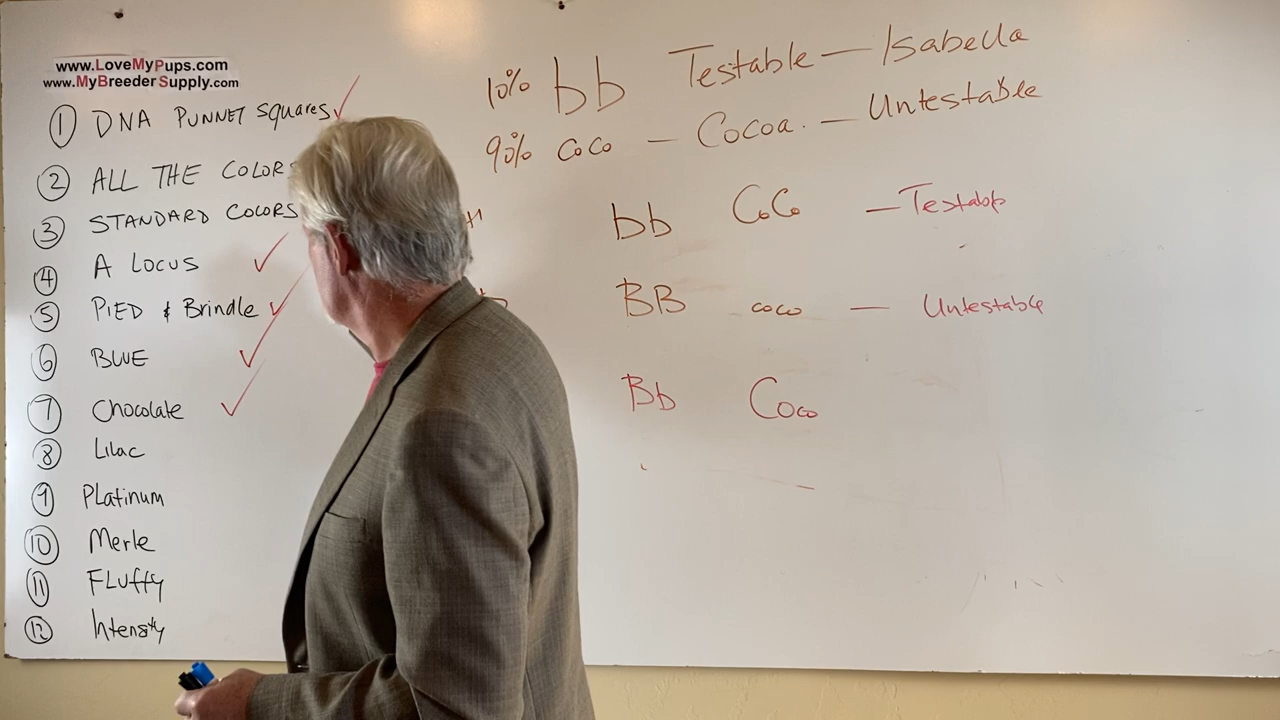 www.LoveMyPups.com
www.MyBreederSupply.com
① DNA PUNNET SQUARES ✓
② ALL THE COLORS
③ STANDARD COLORS
④ A LOCUS ✓
⑤ PIED & Brindle ✓
⑥ BLUE ✓
⑦ Chocolate ✓
⑧ Lilac
⑨ Platinum
⑩ Merle
⑪ FLuffy
⑫ Intensity
10% bb Testable — Isabella
90% coco — Cocoa. — Untestable
bb CoCo — Testable
BB coco — Untestable
Bb Coco